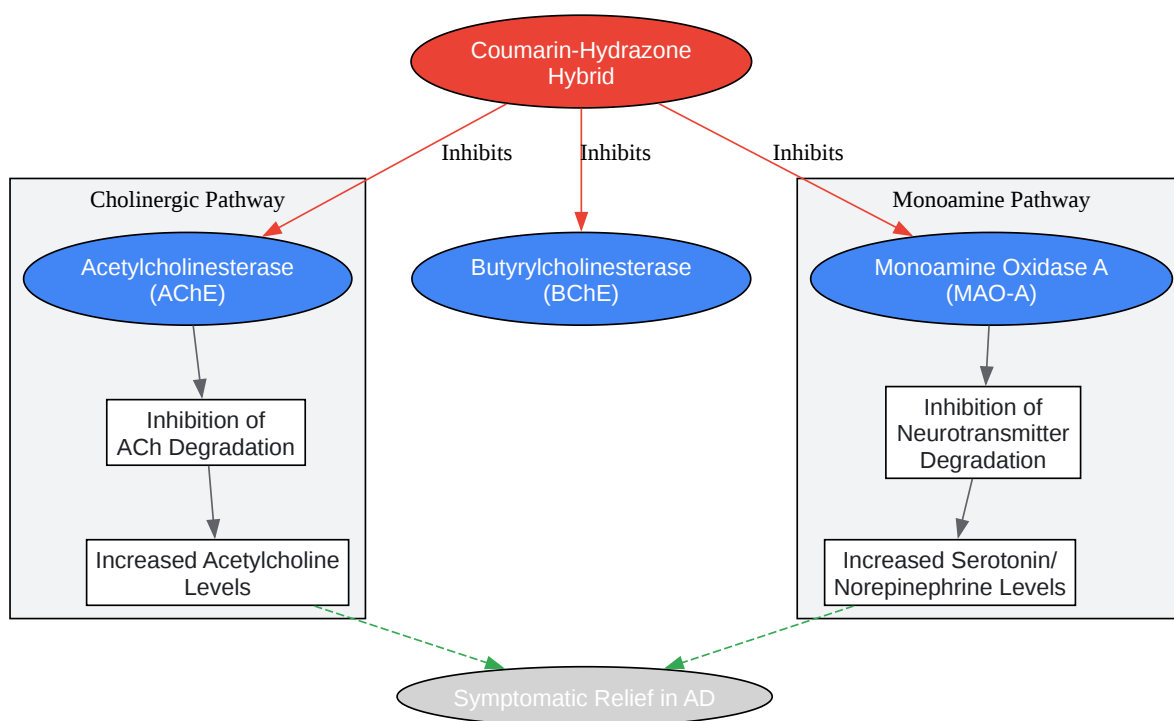 Coumarin-Hydrazone
Hybrid
Inhibits
Inhibits
Inhibits
Cholinergic Pathway
Monoamine Pathway
Acetylcholinesterase
(AChE)
Butyrylcholinesterase
(BChE)
Monoamine Oxidase A
(MAO-A)
Inhibition of
ACh Degradation
Inhibition of
Neurotransmitter
Degradation
Increased Acetylcholine
Levels
Increased Serotonin/
Norepinephrine Levels
Symptomatic Relief in AD